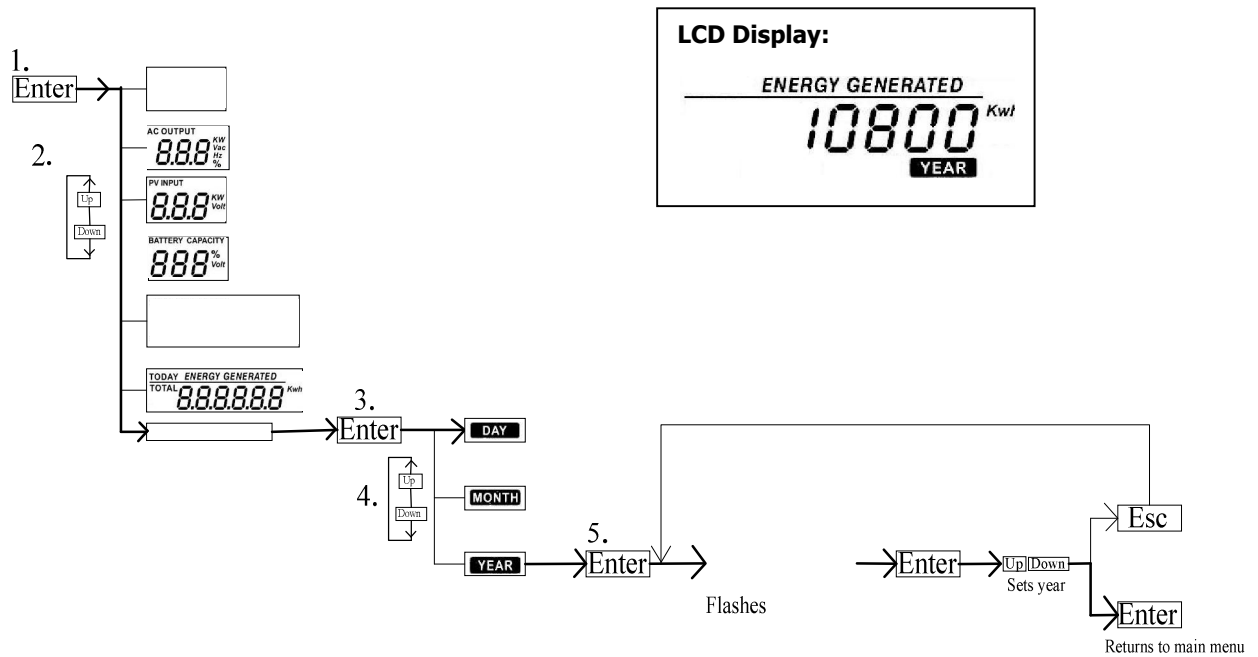 LCD Display:
ENERGY GENERATED
10800 Kwh
YEAR
1.
Enter
AC OUTPUT
8.8.8 KW Vac Hz %
2.
Up
Down
PV INPUT
8.8.8 KW Volt
BATTERY CAPACITY
888 % Volt
TODAY ENERGY GENERATED
TOTAL 8.8.8.8.8.8 Kwh
3.
Enter
DAY
4.
Up
Down
MONTH
YEAR
5.
Enter
Flashes
Enter
Up Down
Sets year
Esc
Enter
Returns to main menu